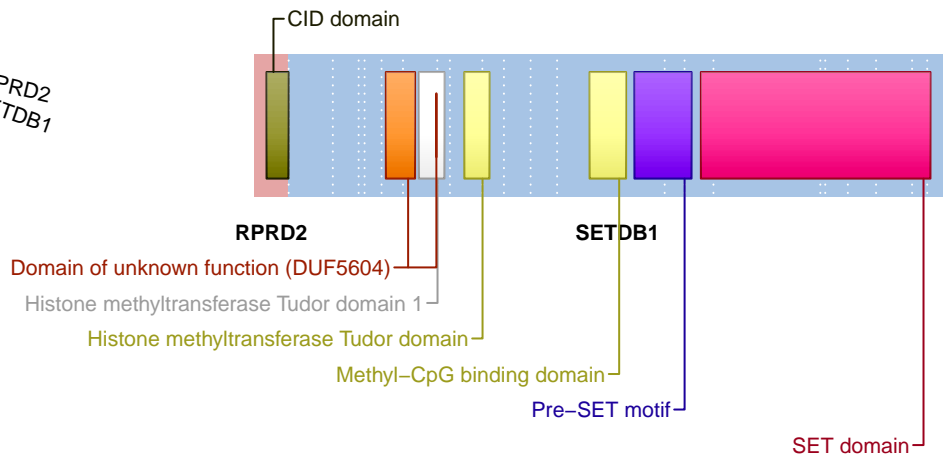 CID domain
RPRD2
SETDB1
Domain of unknown function (DUF5604)
Histone methyltransferase Tudor domain 1
Histone methyltransferase Tudor domain
Methyl−CpG binding domain
Pre−SET motif
SET domain